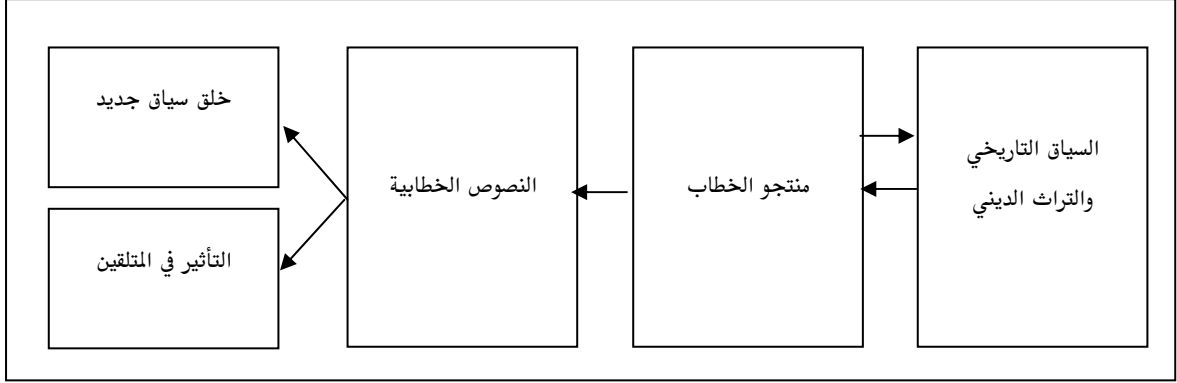 السياق التاريخي
والتراث الديني
منتجو الخطاب
النصوص الخطابية
خلق سياق جديد
التأثير في المتلقين